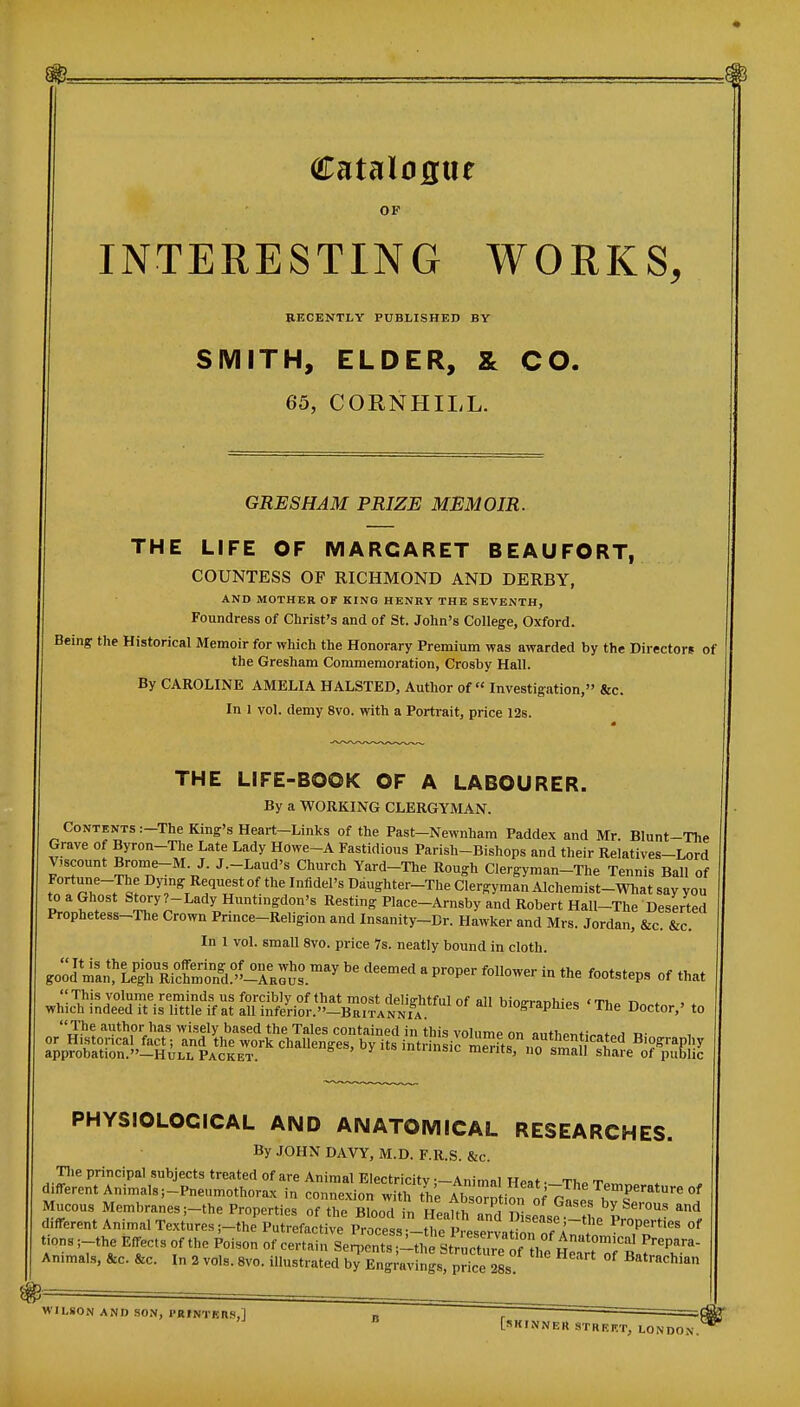 Catalogue
OF
INTERESTING WORKS,
RECENTLY PUBLISHED BY
SMITH, ELDER, & CO.
65, CORNHILL.
GRESHAM PRIZE MEMOIR.
THE LIFE OF MARGARET BEAUFORT,
COUNTESS OF RICHMOND AND DERBY,
AND MOTHER OF KING HENRY THE SEVENTH,
Foundress of Christ's and of St. John's College, Oxford.
Being the Historical Memoir for which the Honorary Premium was awarded by the Directors of
the Gresham Commemoration, Crosby Hall.
By CAROLINE AMELIA HALSTED, Author of "Investigation," &c.
In 1 vol. demy 8vo. with a Portrait, price 12s.
THE LIFE-BOOK OF A LABOURER.
By a WORKING CLERGYMAN.
CONTENTS:—The King's Heart—Links of the Past—Newnham Paddex and Mr. Blunt—The
Grave of Byron—The Late Lady Howe—A Fastidious Parish—Bishops and their Relatives—Lord
Viscount Brome—M. J. J.—Laud's Church Yard—The Rough Clergyman—The Tennis Ball of
Fortune—The Dying Request of the Infidel's Daughter—The Clergyman Alchemist—What say you
to a Ghost Story?—Lady Huntingdon's Resting Place—Arnsby and Robert Hall—The Deserted
Prophetess—The Crown Prince—Religion and Insanity—Dr. Hawker and Mrs. Jordan, &c. &c.
In 1 vol. small 8vo. price 7s. neatly bound in cloth.
"It is the pious offering of one who may be deemed a proper follower in the footsteps of that
good man, Legh Richmond."—ARGUS.
"This volume reminds us forcibly of that most delightful of all biographies 'The Doctor,' to
which indeed it is little if at all inferior."—BRITANNIA.
"The author has wisely based the Tales contained in this volume on authenticated Biography
or Historical fact; and the work challenges, by its intrinsic merits, no small share of public
approbation."—HULL PACKET.
PHYSIOLOGICAL AND ANATOMICAL RESEARCHES.
By JOHN DAVY, M.D. F.R.S. &c.
The principal subjects treated of are Animal Electricity;—Animal Heat;—The Temperature of
different Animals;—Pneumothorax in connexion with the Absorption of Gases by Serous and
Mucous Membranes;—the Properties of the Blood in Health and Disease;—the Properties of
different Animal Textures;—the Putrefactive Process;—the Preservation of Anatomical Prepara-
tions;—the Effects of the Poison of certain Serpents;—the Structure of the Heart of Batrachian
Animals, &c. &c. In 2 vols. 8vo. illustrated by Engravings, price 28s.
WILSON AND SON, PRINTERS,] B [SKINNER STREET, LONDON.